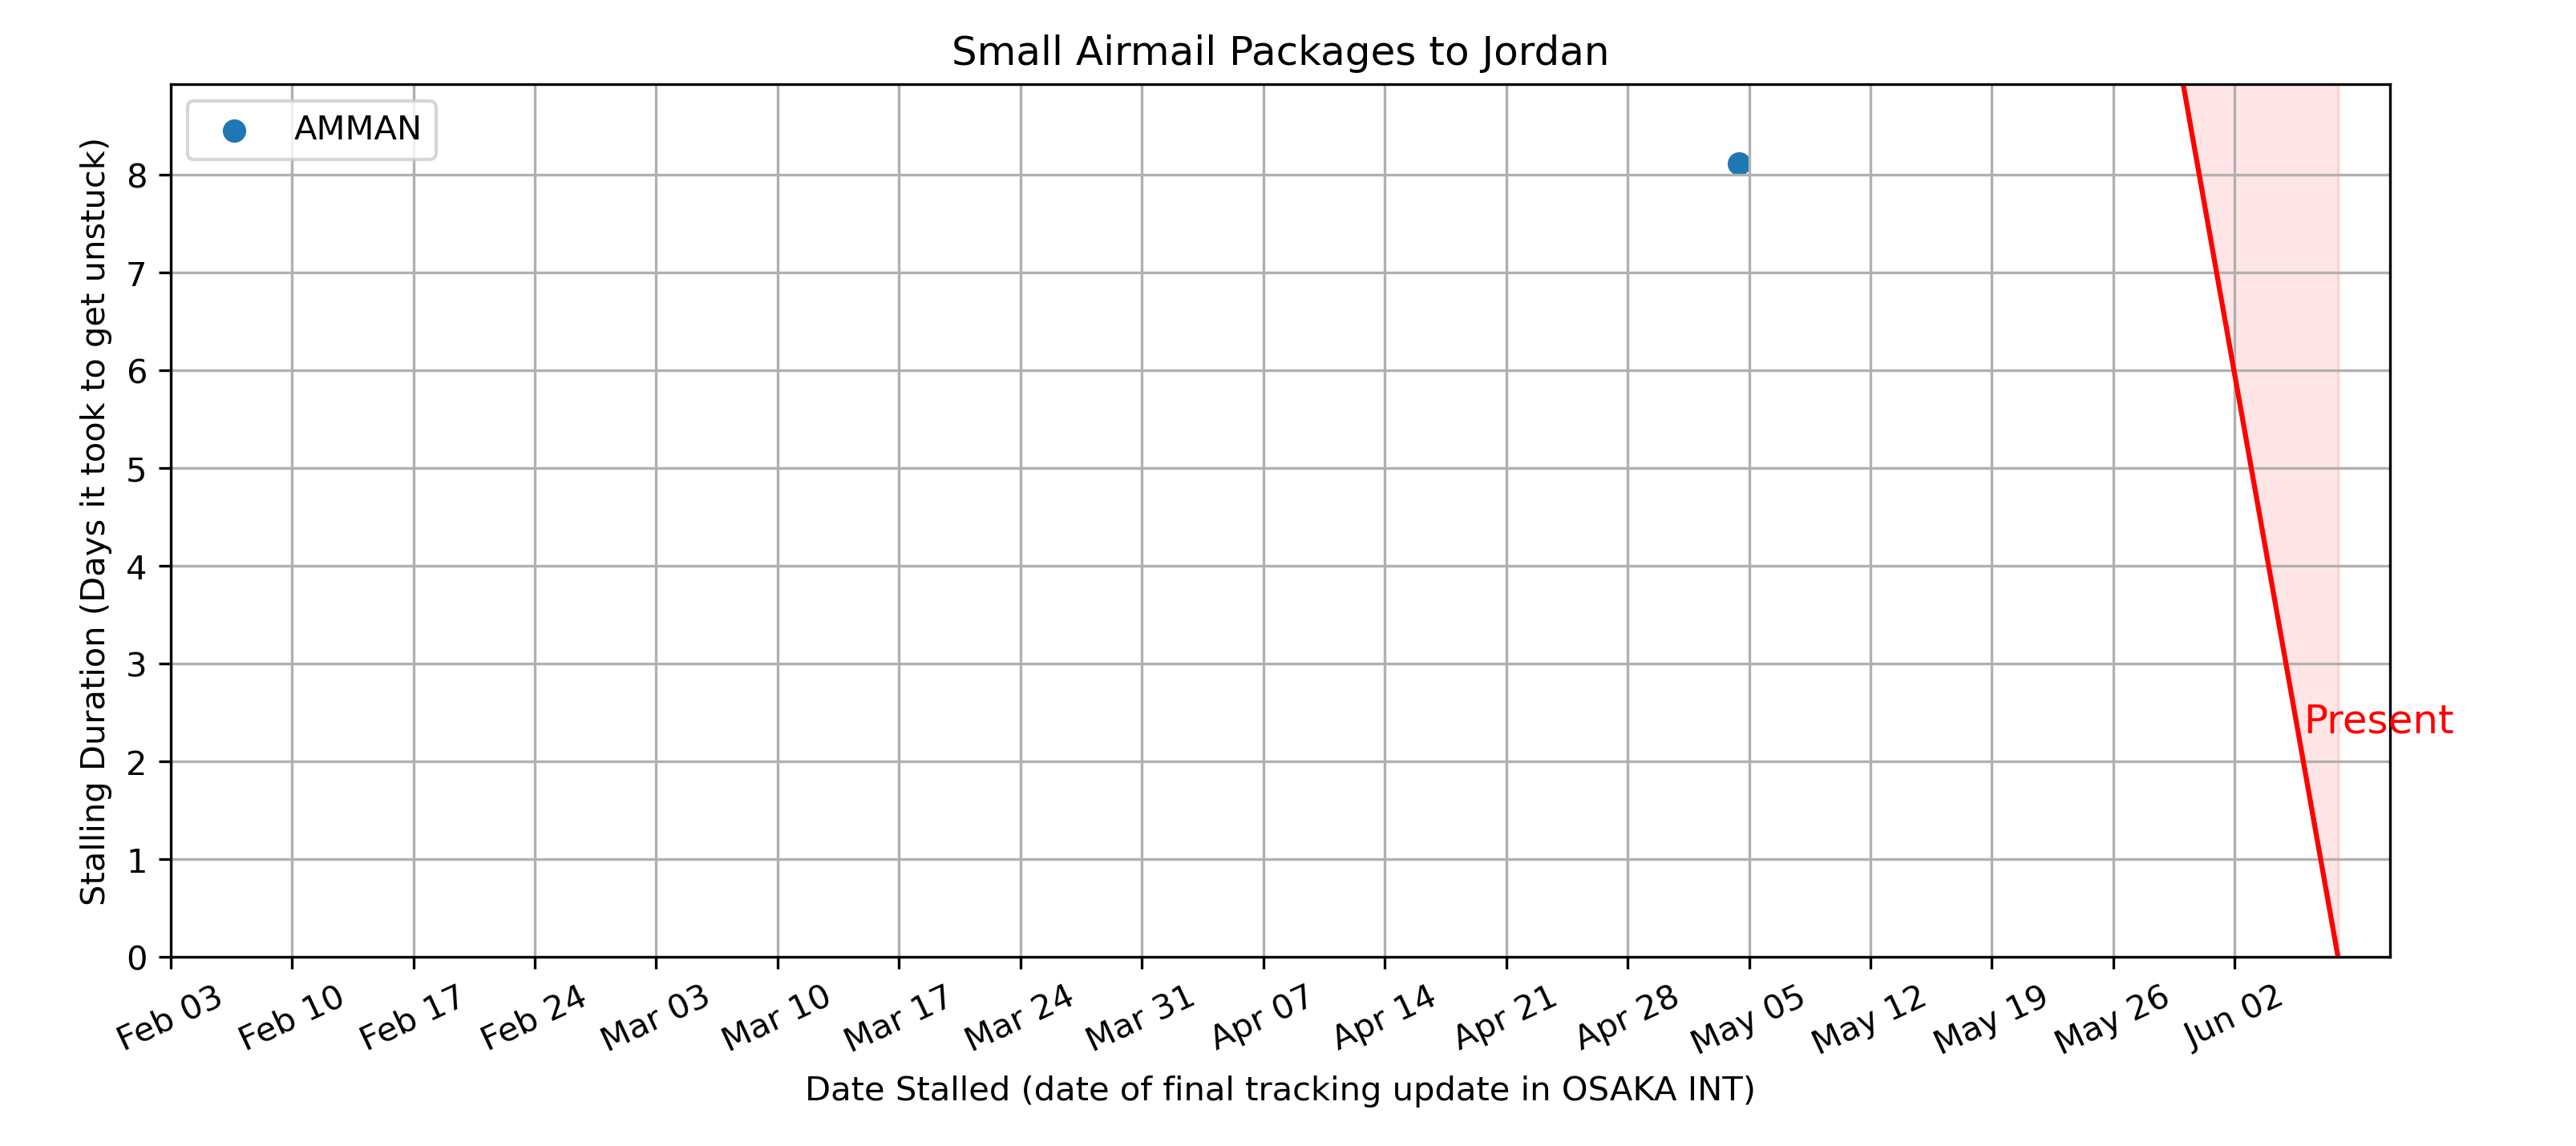 Small Airmail Packages to Jordan
AMMAN
Stalling Duration (Days it took to get unstuck)
8
7
6
5
4
3
2
1
0
Present
Feb 03
Feb 10
Feb 17
Feb 24
Mar 03
Mar 10
Mar 17
Mar 24
Mar 31
Apr 07
Apr 14
Apr 21
Apr 28
May 05
May 12
May 19
May 26
Jun 02
Date Stalled (date of final tracking update in OSAKA INT)